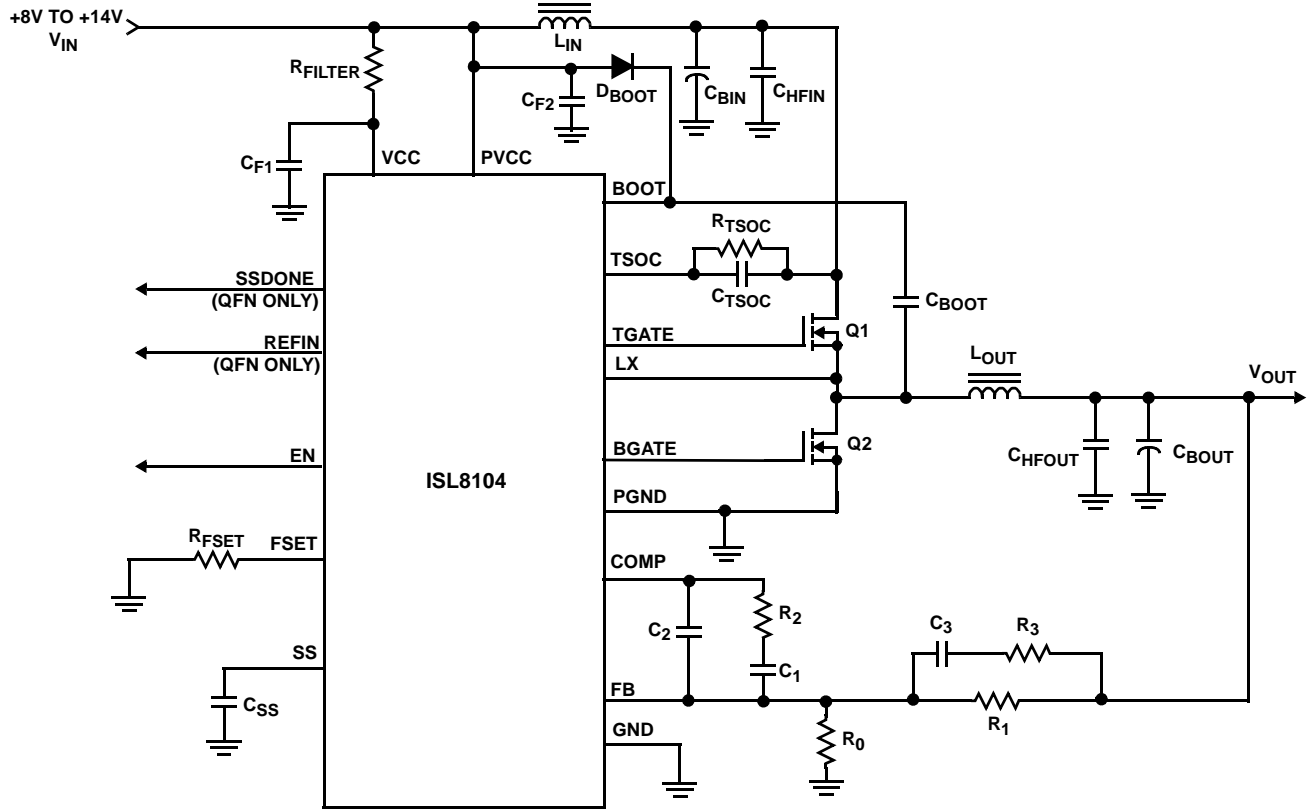 +8V TO +14V
VIN
LIN
RFILTER
CF2
DBOOT
CBIN
CHFIN
CF1
VCC
PVCC
BOOT
RTSOC
TSOC
CTSOC
SSDONE
(QFN ONLY)
CBOOT
TGATE
Q1
REFIN
(QFN ONLY)
LX
LOUT
VOUT
BGATE
Q2
CHFOUT
CBOUT
EN
ISL8104
PGND
RFSET
FSET
COMP
C2
R2
C3
R3
SS
C1
CSS
FB
R1
GND
R0